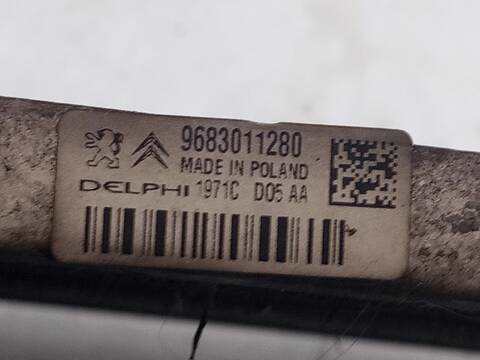 9683011280
MADE IN POLAND
DELPHI 1971C D05 AA